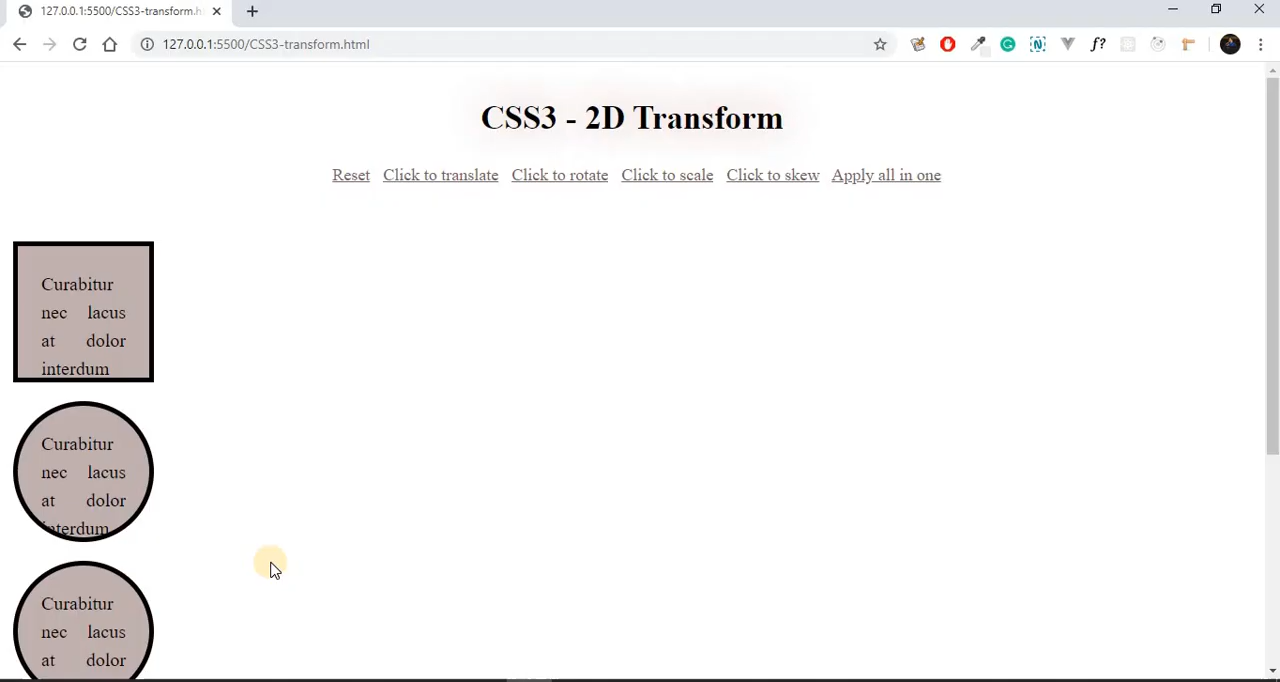 127.0.0.1:5500/CSS3-transform.h
127.0.0.1:5500/CSS3-transform.html
f?
CSS3 - 2D Transform
Reset Click to translate Click to rotate Click to scale Click to skew Apply all in one
Curabitur
nec lacus
at dolor
interdum
Curabitur
nec lacus
at dolor
interdum
Curabitur
nec lacus
at dolor